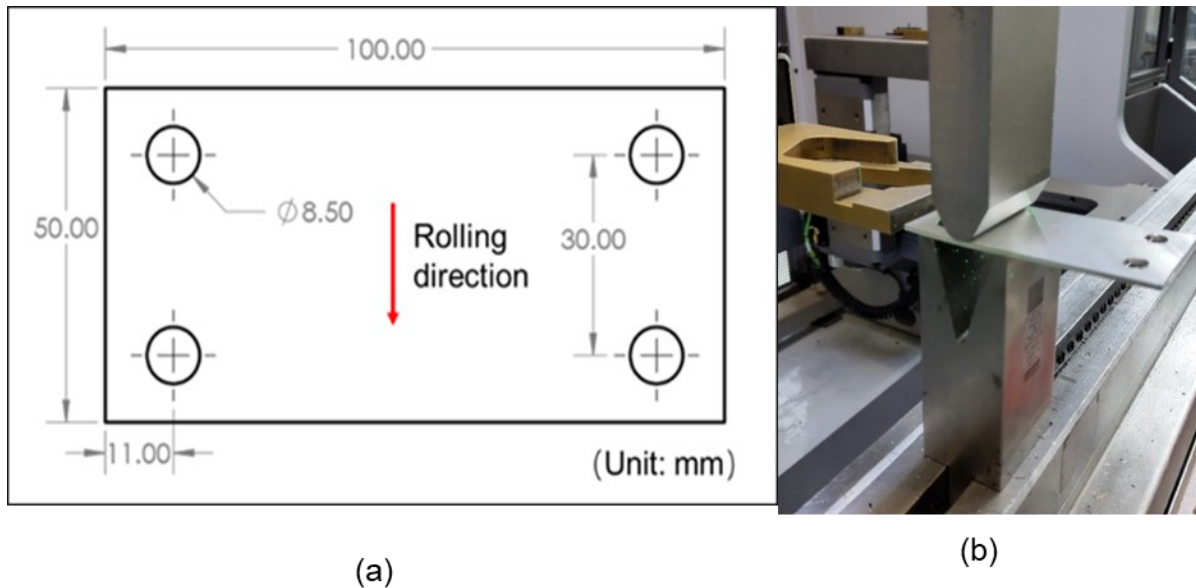 100.00
50.00
Ø8.50
Rolling
direction
30.00
11.00
(Unit: mm)
(a)
(b)